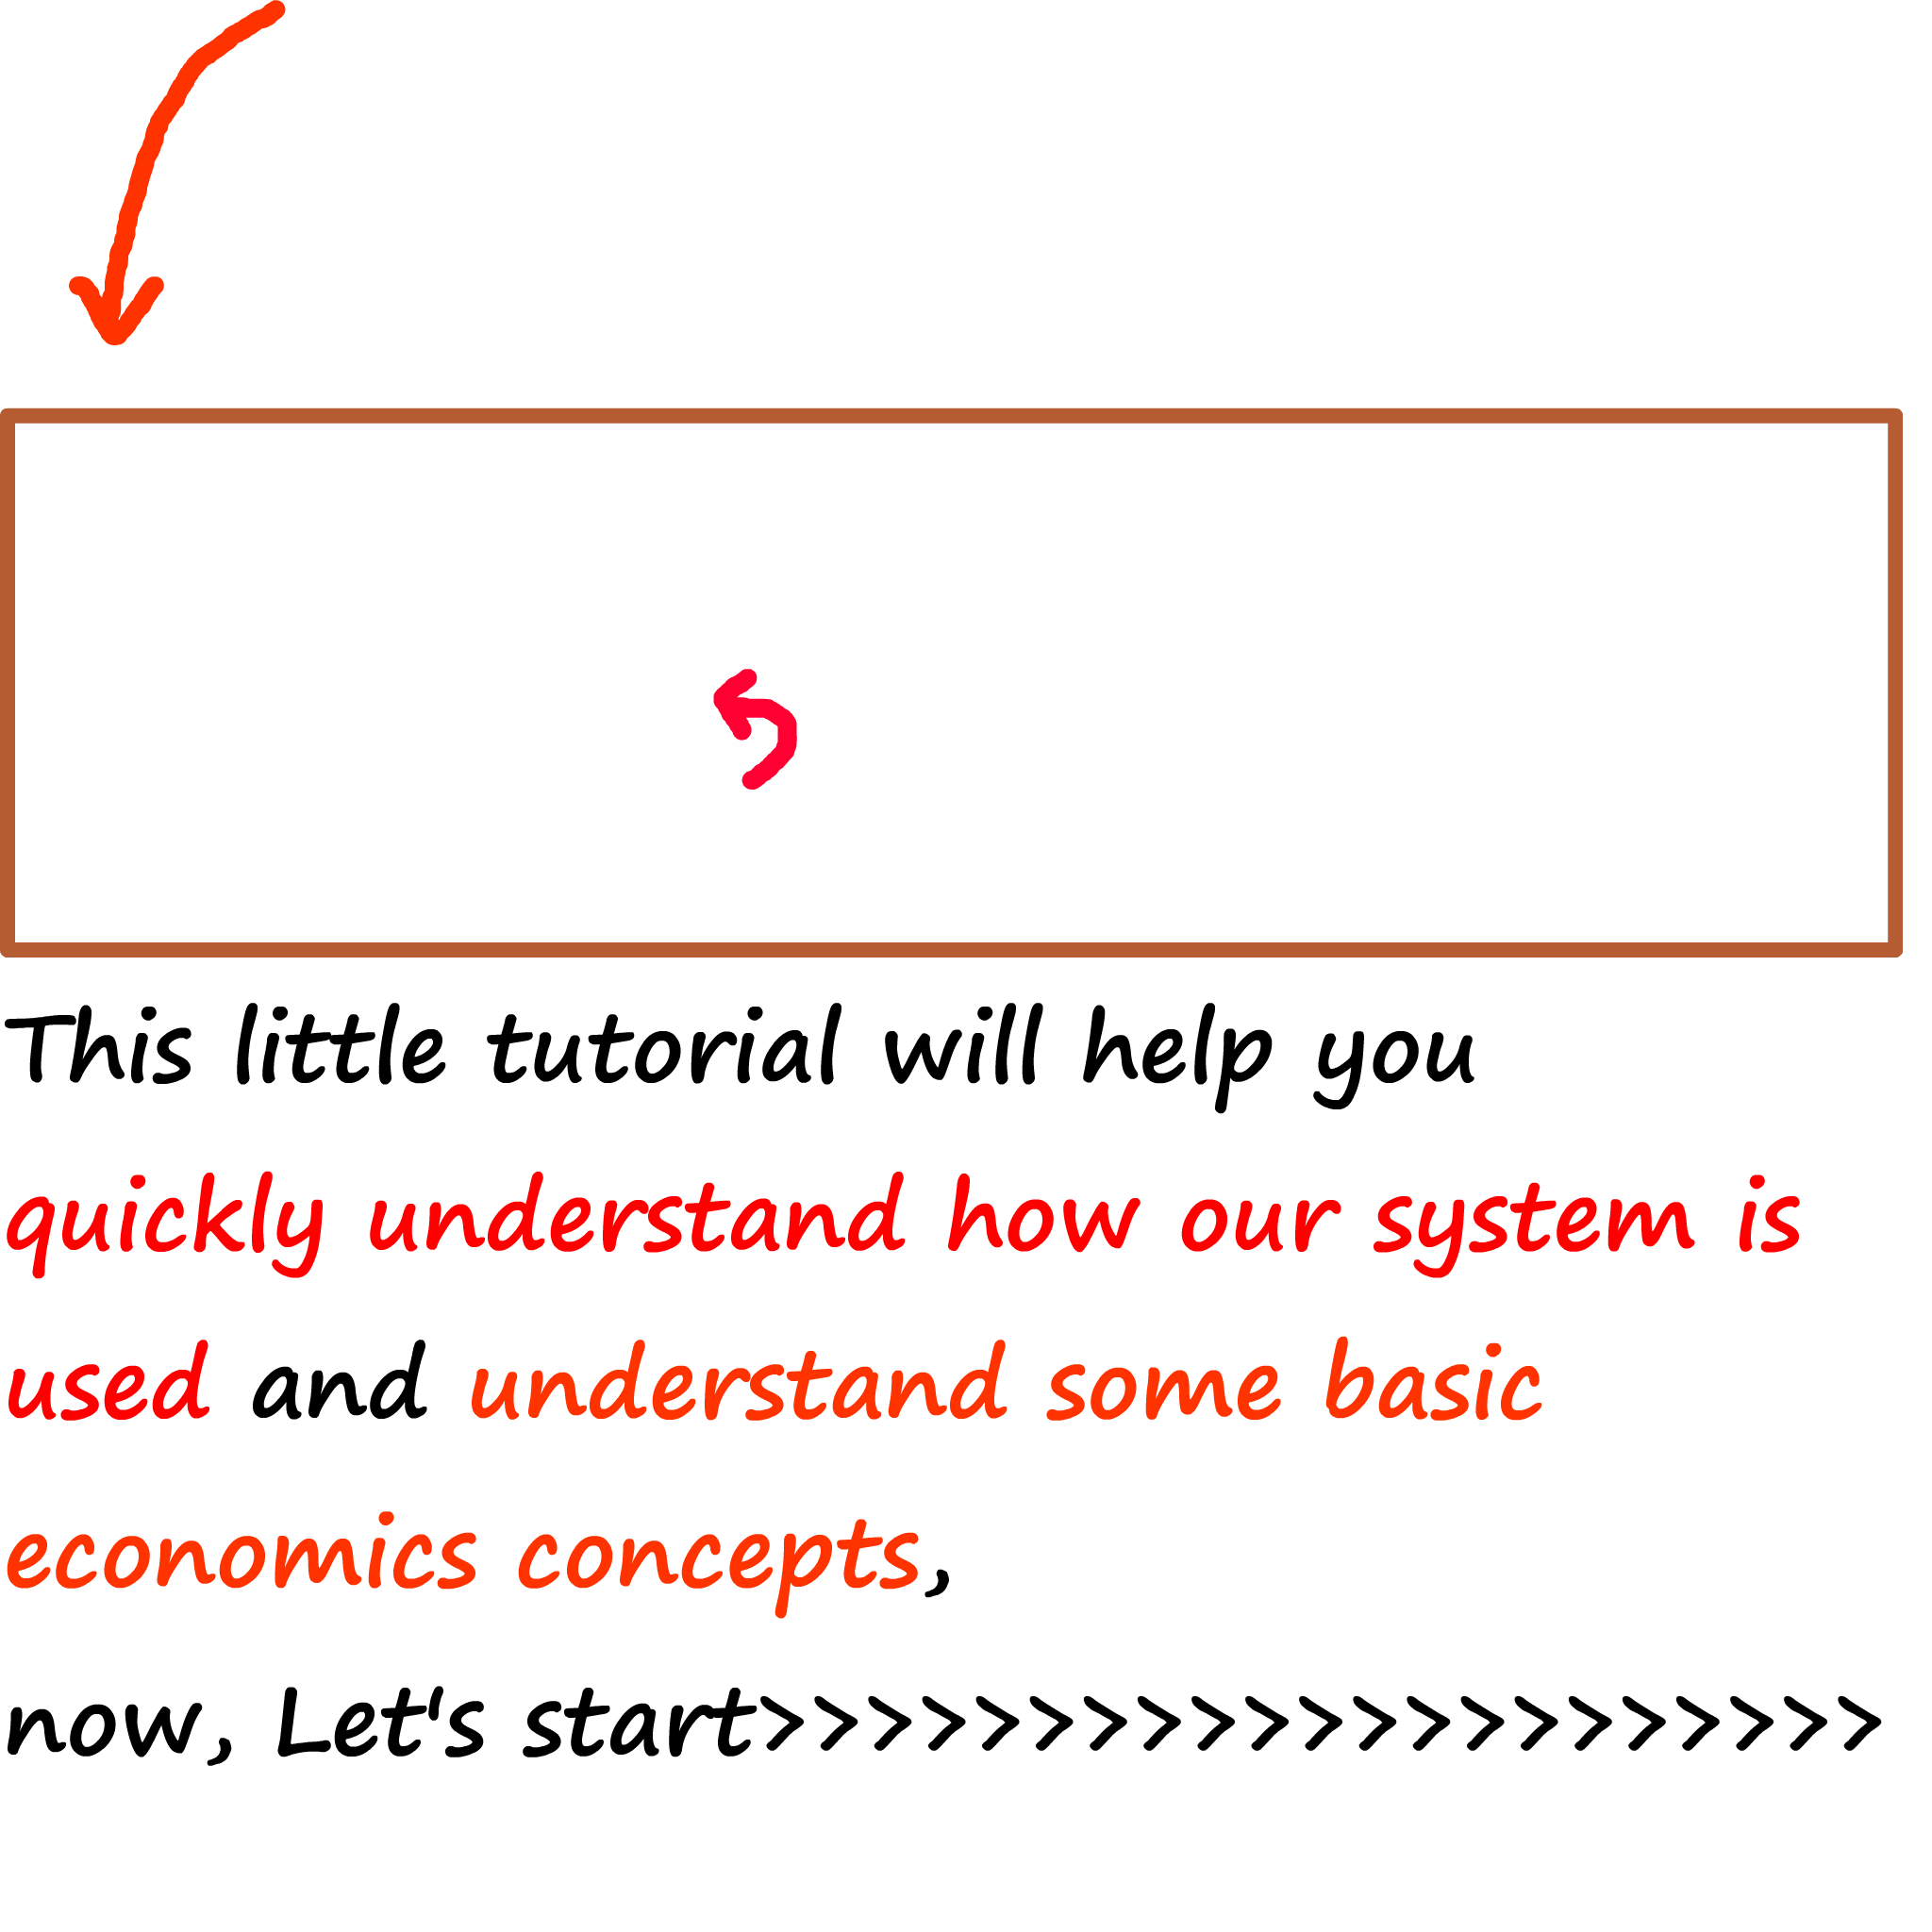 This little tutorial will help you
quickly understand how our system is
used and understand some basic
economics concepts,
now, Let's start>>>>>>>>>>>>>>>>>>>>>